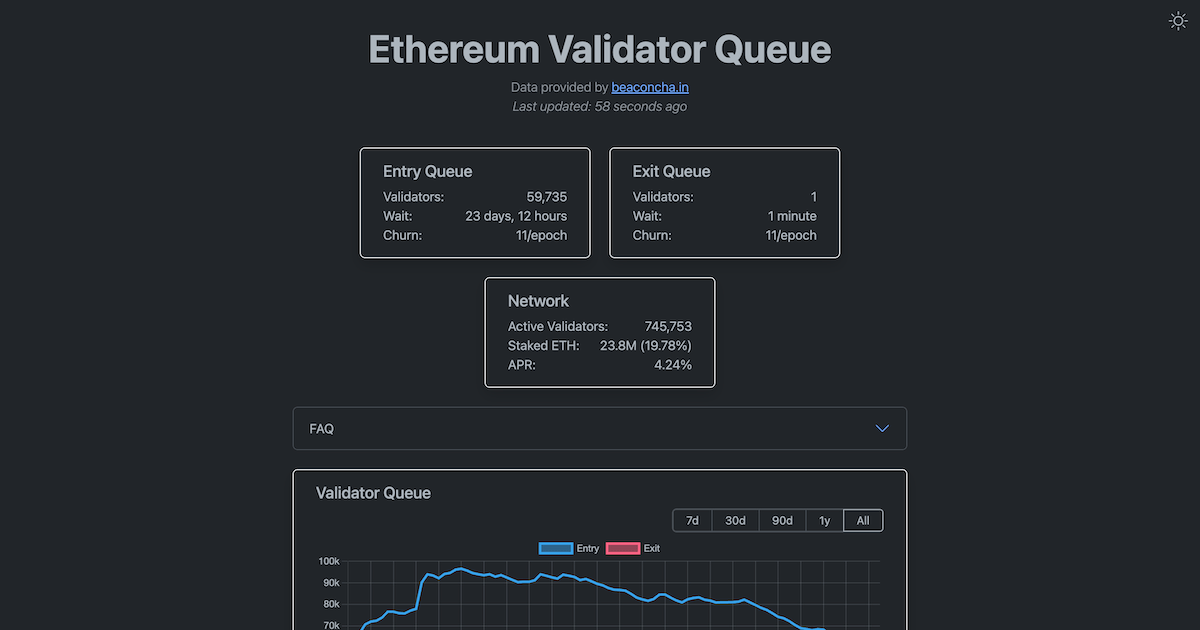 Ethereum Validator Queue
Data provided by beaconcha.in
Last updated: 58 seconds ago
Entry Queue
Validators: 59,735
Wait: 23 days, 12 hours
Churn: 11/epoch
Exit Queue
Validators: 1
Wait: 1 minute
Churn: 11/epoch
Network
Active Validators: 745,753
Staked ETH: 23.8M (19.78%)
APR: 4.24%
FAQ
Validator Queue
7d 30d 90d 1y All
Entry Exit
100k
90k
80k
70k